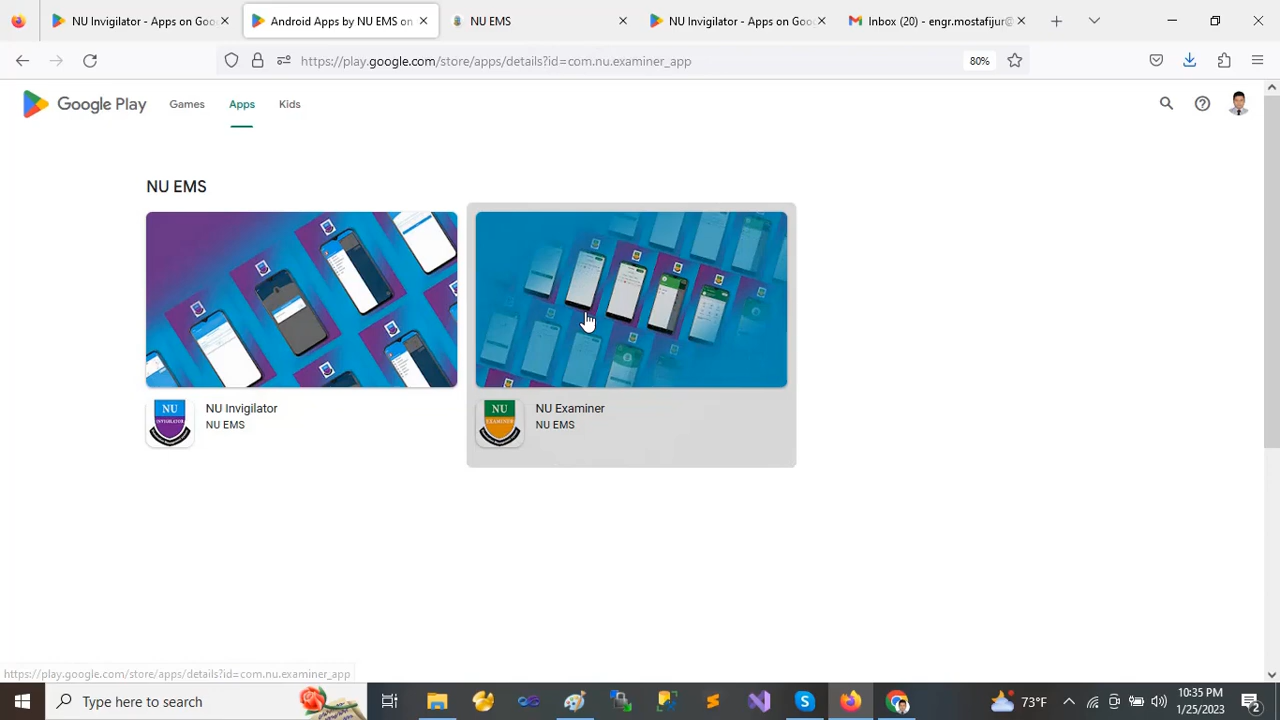 NU Invigilator - Apps on Goo
Android Apps by NU EMS on
NU EMS
NU Invigilator - Apps on Goo
Inbox (20) - engr.mostafijur@
https://play.google.com/store/apps/details?id=com.nu.examiner_app
80%
Google Play
Games
Apps
Kids
NU EMS
NU
INVIGILATOR
NU Invigilator
NU EMS
NU
EXAMINER
NU Examiner
NU EMS
https://play.google.com/store/apps/details?id=com.nu.examiner_app
Type here to search
73°F
10:35 PM
1/25/2023
2